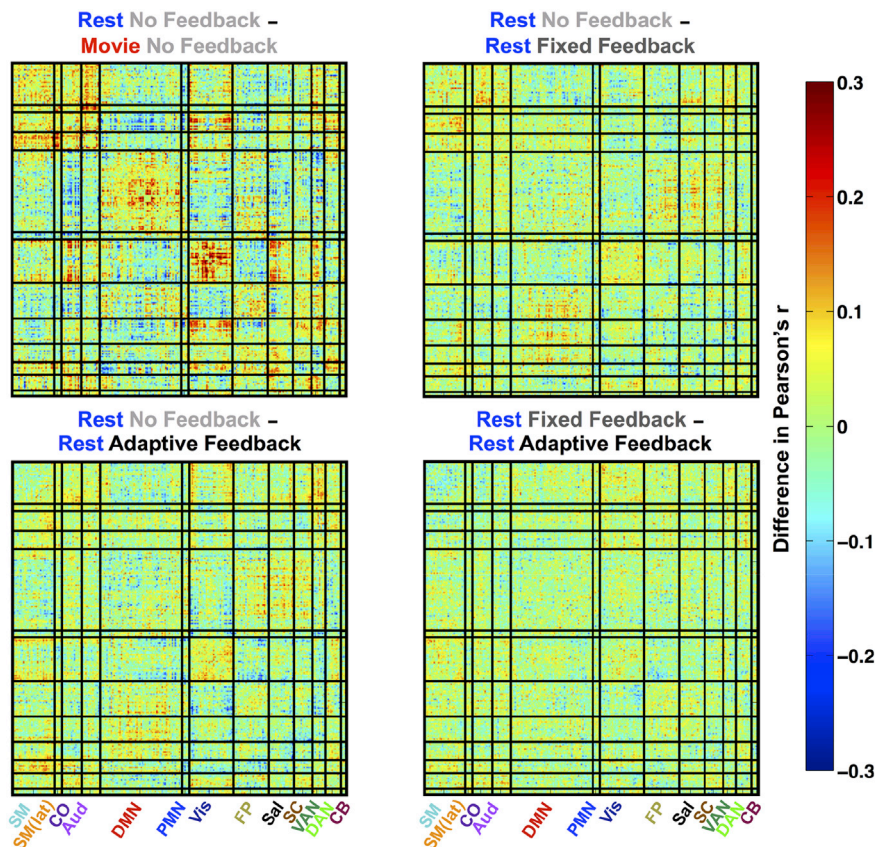 Rest No Feedback –
Movie No Feedback
Rest No Feedback –
Rest Fixed Feedback
Rest No Feedback –
Rest Adaptive Feedback
Rest Fixed Feedback –
Rest Adaptive Feedback
0.3
0.2
0.1
0
−0.1
−0.2
−0.3
Difference in Pearson's r
SM
SM(lat)
CO
Aud
DMN
PMN
Vis
FP
Sal
SC
VAN
DAN
CB
SM
SM(lat)
CO
Aud
DMN
PMN
Vis
FP
Sal
SC
VAN
DAN
CB